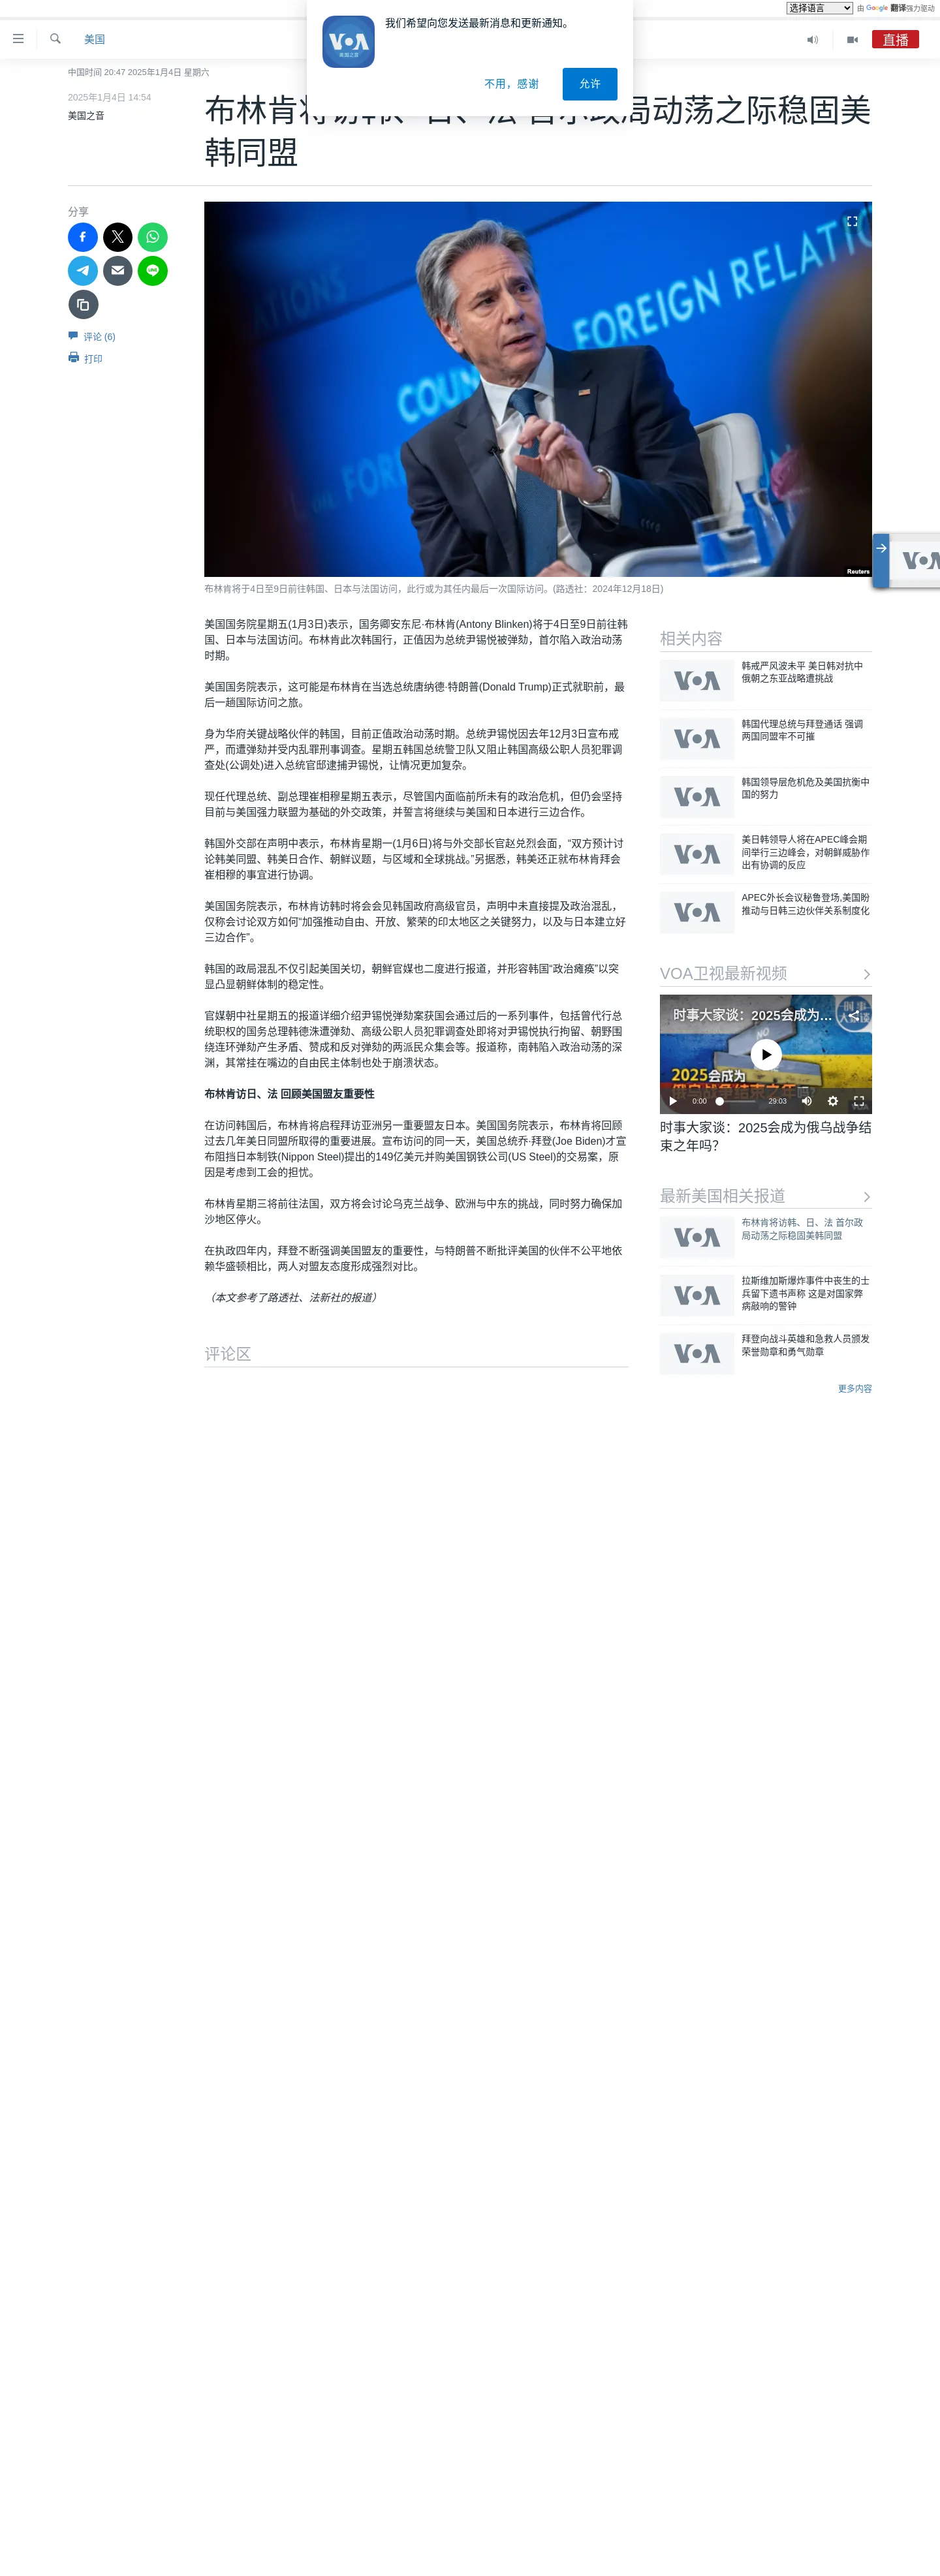 选择语言 由 Google 翻译强力驱动
我们希望向您发送最新消息和更新通知。
VOA
美国之音
不用，感谢
允许
美国
直播
中国时间 20:47 2025年1月4日 星期六
2025年1月4日 14:54
美国之音
布林肯将访韩、日、法 首尔政局动荡之际稳固美
韩同盟
分享
评论 (6)
打印
RELATIONS
FOREIGN RELATIO
COUN
Reuters
布林肯将于4日至9日前往韩国、日本与法国访问，此行或为其任内最后一次国际访问。(路透社：2024年12月18日)
美国国务院星期五(1月3日)表示，国务卿安东尼·布林肯(Antony Blinken)将于4日至9日前往韩
国、日本与法国访问。布林肯此次韩国行，正值因为总统尹锡悦被弹劾，首尔陷入政治动荡
时期。
美国国务院表示，这可能是布林肯在当选总统唐纳德·特朗普(Donald Trump)正式就职前，最
后一趟国际访问之旅。
身为华府关键战略伙伴的韩国，目前正值政治动荡时期。总统尹锡悦因去年12月3日宣布戒
严，而遭弹劾并受内乱罪刑事调查。星期五韩国总统警卫队又阻止韩国高级公职人员犯罪调
查处(公调处)进入总统官邸逮捕尹锡悦，让情况更加复杂。
现任代理总统、副总理崔相穆星期五表示，尽管国内面临前所未有的政治危机，但仍会坚持
目前与美国强力联盟为基础的外交政策，并誓言将继续与美国和日本进行三边合作。
韩国外交部在声明中表示，布林肯星期一(1月6日)将与外交部长官赵兑烈会面，“双方预计讨
论韩美同盟、韩美日合作、朝鲜议题，与区域和全球挑战。”另据悉，韩美还正就布林肯拜会
崔相穆的事宜进行协调。
美国国务院表示，布林肯访韩时将会会见韩国政府高级官员，声明中未直接提及政治混乱，
仅称会讨论双方如何“加强推动自由、开放、繁荣的印太地区之关键努力，以及与日本建立好
三边合作”。
韩国的政局混乱不仅引起美国关切，朝鲜官媒也二度进行报道，并形容韩国“政治瘫痪”以突
显凸显朝鲜体制的稳定性。
官媒朝中社星期五的报道详细介绍尹锡悦弹劾案获国会通过后的一系列事件，包括曾代行总
统职权的国务总理韩德洙遭弹劾、高级公职人员犯罪调查处即将对尹锡悦执行拘留、朝野围
绕连环弹劾产生矛盾、赞成和反对弹劾的两派民众集会等。报道称，南韩陷入政治动荡的深
渊，其常挂在嘴边的自由民主体制也处于崩溃状态。
布林肯访日、法 回顾美国盟友重要性
在访问韩国后，布林肯将启程拜访亚洲另一重要盟友日本。美国国务院表示，布林肯将回顾
过去几年美日同盟所取得的重要进展。宣布访问的同一天，美国总统乔·拜登(Joe Biden)才宣
布阻挡日本制铁(Nippon Steel)提出的149亿美元并购美国钢铁公司(US Steel)的交易案，原
因是考虑到工会的担忧。
布林肯星期三将前往法国，双方将会讨论乌克兰战争、欧洲与中东的挑战，同时努力确保加
沙地区停火。
在执政四年内，拜登不断强调美国盟友的重要性，与特朗普不断批评美国的伙伴不公平地依
赖华盛顿相比，两人对盟友态度形成强烈对比。
（本文参考了路透社、法新社的报道）
评论区
相关内容
韩戒严风波未平 美日韩对抗中
俄朝之东亚战略遭挑战
韩国代理总统与拜登通话 强调
两国同盟牢不可摧
韩国领导层危机危及美国抗衡中
国的努力
美日韩领导人将在APEC峰会期
间举行三边峰会，对朝鲜威胁作
出有协调的反应
APEC外长会议秘鲁登场,美国盼
推动与日韩三边伙伴关系制度化
VOA卫视最新视频
时事大家谈：2025会成为…
2025会成为
俄乌战争结束之年吗?
0:00 29:03
时事大家谈：2025会成为俄乌战争结
束之年吗？
最新美国相关报道
布林肯将访韩、日、法 首尔政
局动荡之际稳固美韩同盟
拉斯维加斯爆炸事件中丧生的士
兵留下遗书声称 这是对国家弊
病敲响的警钟
拜登向战斗英雄和急救人员颁发
荣誉勋章和勇气勋章
更多内容